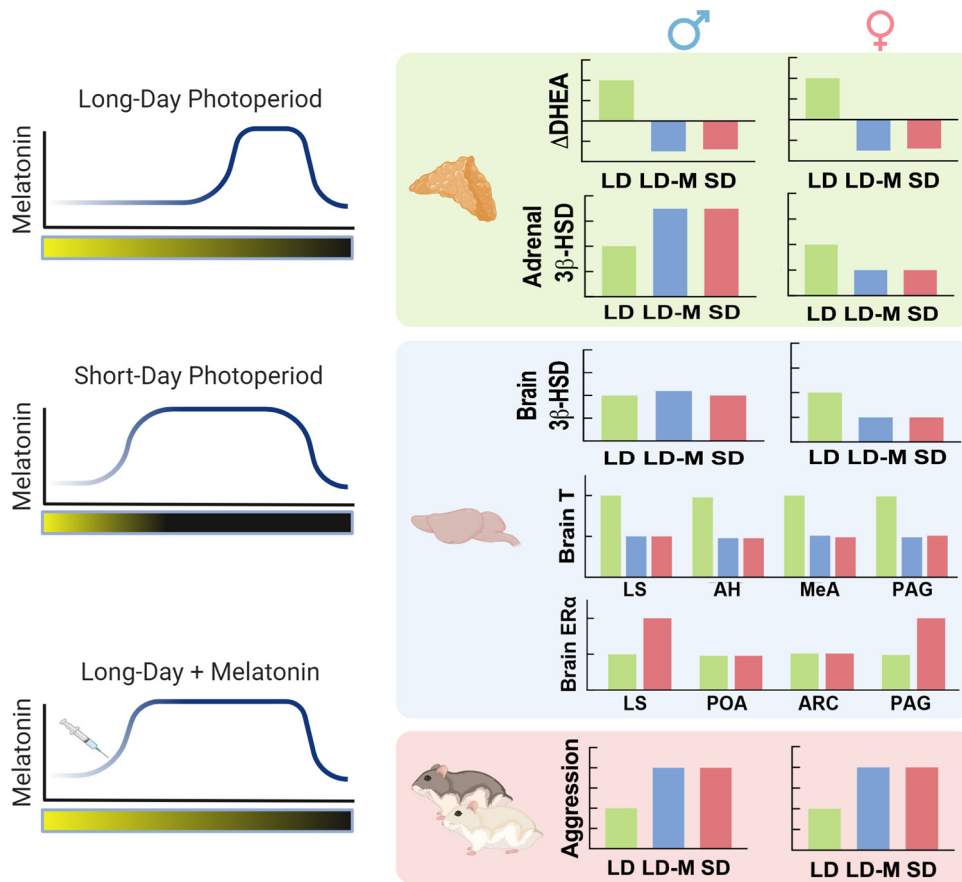 Long-Day Photoperiod
Melatonin
Short-Day Photoperiod
Melatonin
Long-Day + Melatonin
Melatonin
♂ ♀
ΔDHEA
LD LD-M SD
LD LD-M SD
Adrenal
3β-HSD
LD LD-M SD
LD LD-M SD
Brain
3β-HSD
LD LD-M SD
LD LD-M SD
Brain T
LS AH MeA PAG
Brain ERα
LS POA ARC PAG
Aggression
LD LD-M SD
LD LD-M SD